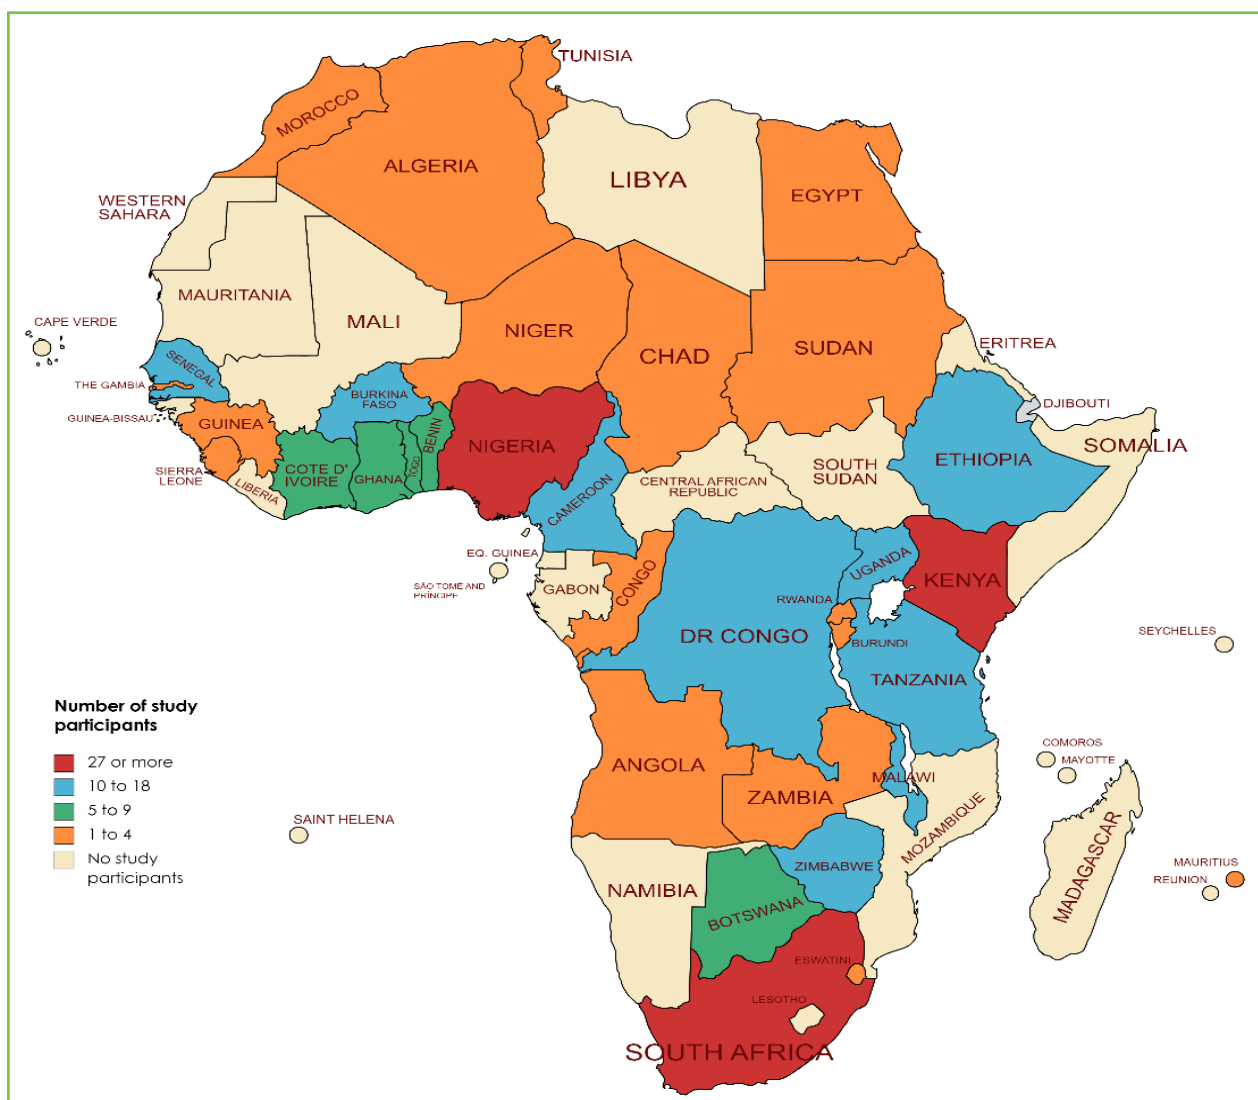 TUNISIA
MOROCCO
ALGERIA
LIBYA
EGYPT
WESTERN
SAHARA
MAURITANIA
MALI
NIGER
CHAD
SUDAN
ERITREA
CAPE VERDE
SENEGAL
THE GAMBIA
GUINEA-BISSAU
GUINEA
SIERRA
LEONE
LIBERIA
BURKINA
FASO
COTE D'
IVOIRE
GHANA
TOGO
BENIN
NIGERIA
CAMEROON
CENTRAL AFRICAN
REPUBLIC
SOUTH
SUDAN
ETHIOPIA
DJIBOUTI
SOMALIA
EQ. GUINEA
SÃO TOMÉ AND
PRÍNCIPE
GABON
CONGO
DR CONGO
UGANDA
KENYA
RWANDA
BURUNDI
TANZANIA
SEYCHELLES
Number of study
participants
27 or more
10 to 18
5 to 9
1 to 4
No study
participants
ANGOLA
ZAMBIA
MALAWI
MOZAMBIQUE
COMOROS
MAYOTTE
SAINT HELENA
MADAGASCAR
MAURITIUS
REUNION
ZIMBABWE
NAMIBIA
BOTSWANA
ESWATINI
LESOTHO
SOUTH AFRICA